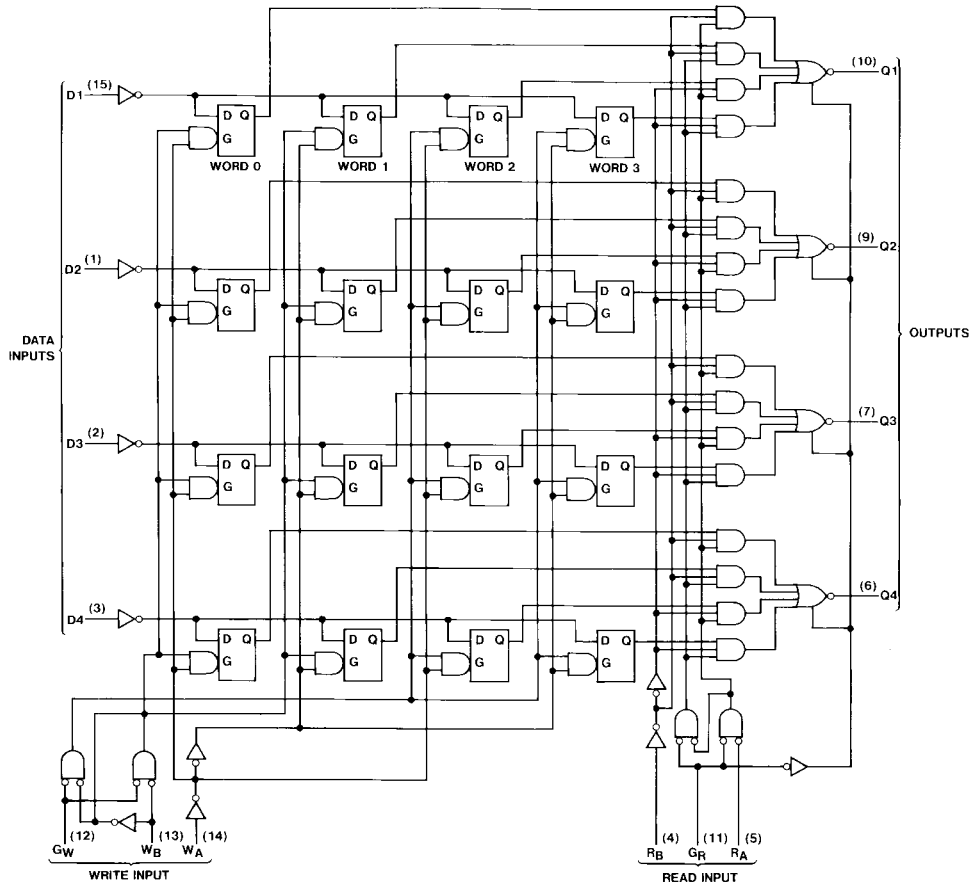 (10) Q1
D1 (15)
D Q D Q D Q D Q
G G G G
WORD 0 WORD 1 WORD 2 WORD 3
(9) Q2
D2 (1)
D Q D Q D Q D Q
G G G G
DATA INPUTS
OUTPUTS
(7) Q3
D3 (2)
D Q D Q D Q D Q
G G G G
(6) Q4
D4 (3)
D Q D Q D Q D Q
G G G G
(12) (13) (14) (4) (11) (5)
GW WB WA RB GR RA
WRITE INPUT READ INPUT